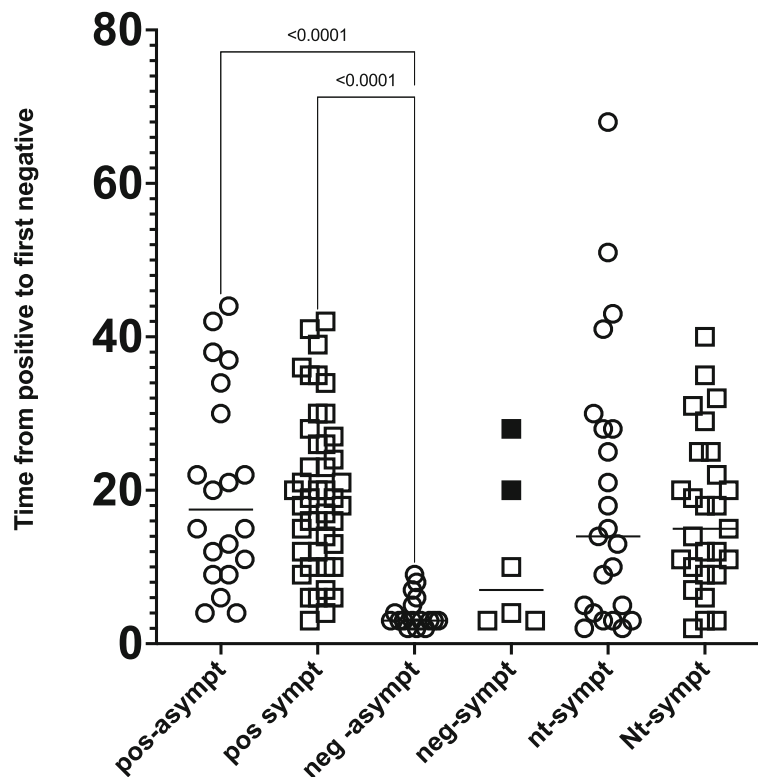 Time from positive to first negative
80
60
40
20
0
<0.0001
<0.0001
pos-asympt
pos sympt
neg -asympt
neg-sympt
nt-sympt
Nt-sympt